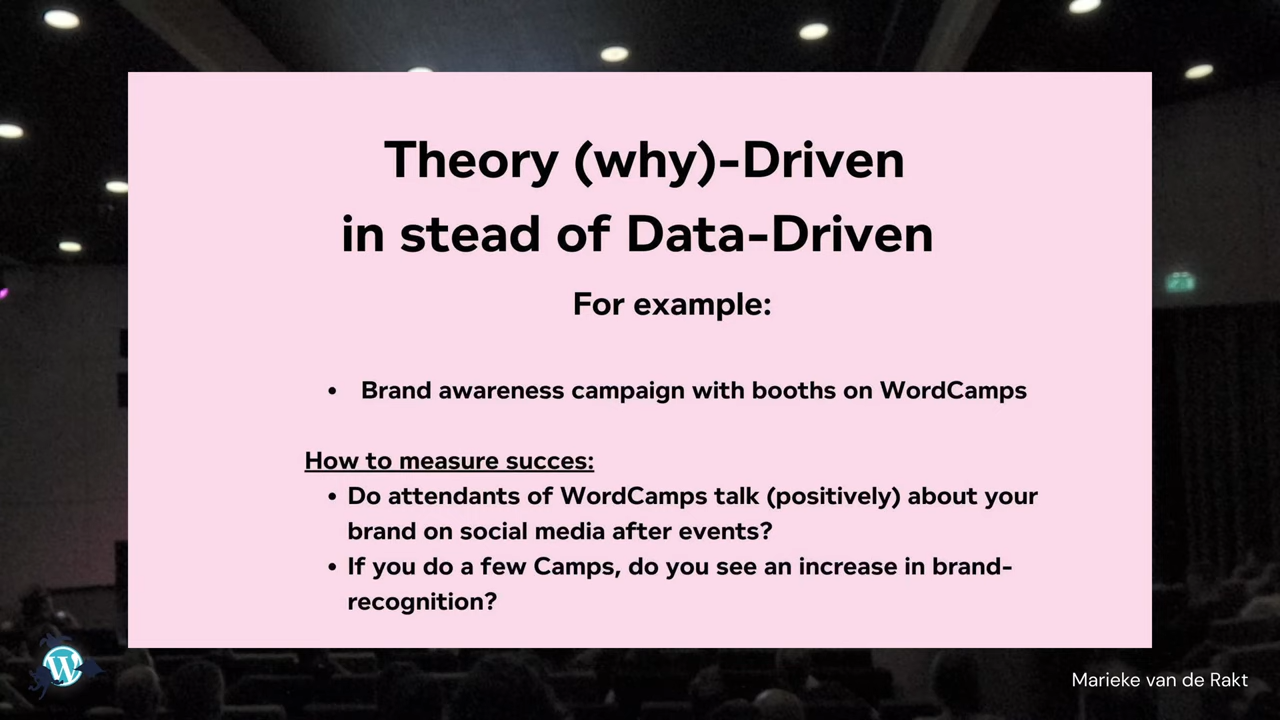 Theory (why)-Driven
in stead of Data-Driven
For example:
• Brand awareness campaign with booths on WordCamps
How to measure succes:
• Do attendants of WordCamps talk (positively) about your
brand on social media after events?
• If you do a few Camps, do you see an increase in brand-
recognition?
Marieke van de Rakt